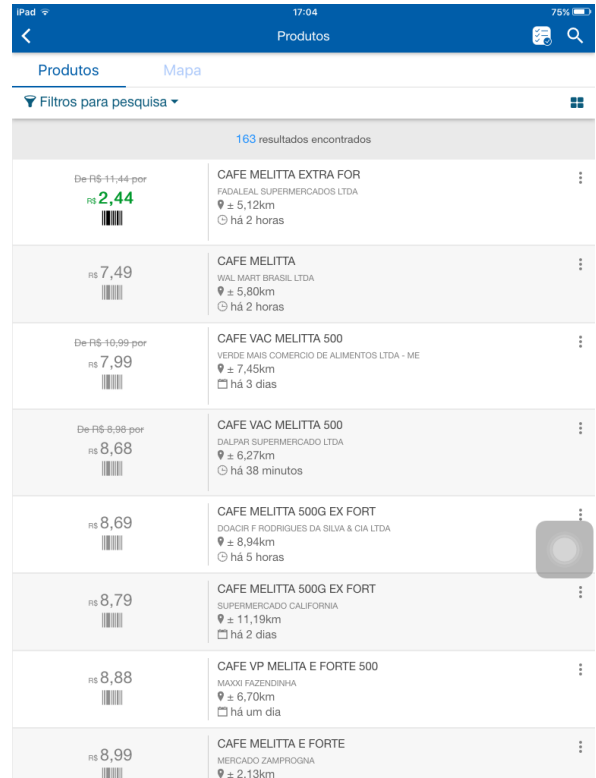 iPad 17:04 75%
Produtos
Produtos Mapa
Filtros para pesquisa
163 resultados encontrados
De R$ 11,44 por
R$ 2,44
CAFE MELITTA EXTRA FOR
FADALEAL SUPERMERCADOS LTDA
± 5,12km
há 2 horas
R$ 7,49
CAFE MELITTA
WAL MART BRASIL LTDA
± 5,80km
há 2 horas
De R$ 10,99 por
R$ 7,99
CAFE VAC MELITTA 500
VERDE MAIS COMERCIO DE ALIMENTOS LTDA - ME
± 7,45km
há 3 dias
De R$ 8,98 por
R$ 8,68
CAFE VAC MELITTA 500
DALPAR SUPERMERCADO LTDA
± 6,27km
há 38 minutos
R$ 8,69
CAFE MELITTA 500G EX FORT
DOACIR F RODRIGUES DA SILVA & CIA LTDA
± 8,94km
há 5 horas
R$ 8,79
CAFE MELITTA 500G EX FORT
SUPERMERCADO CALIFORNIA
± 11,19km
há 2 dias
R$ 8,88
CAFE VP MELITA E FORTE 500
MAXXI FAZENDINHA
± 6,70km
há um dia
R$ 8,99
CAFE MELITTA E FORTE
MERCADO ZAMPROGNA
± 2,13km